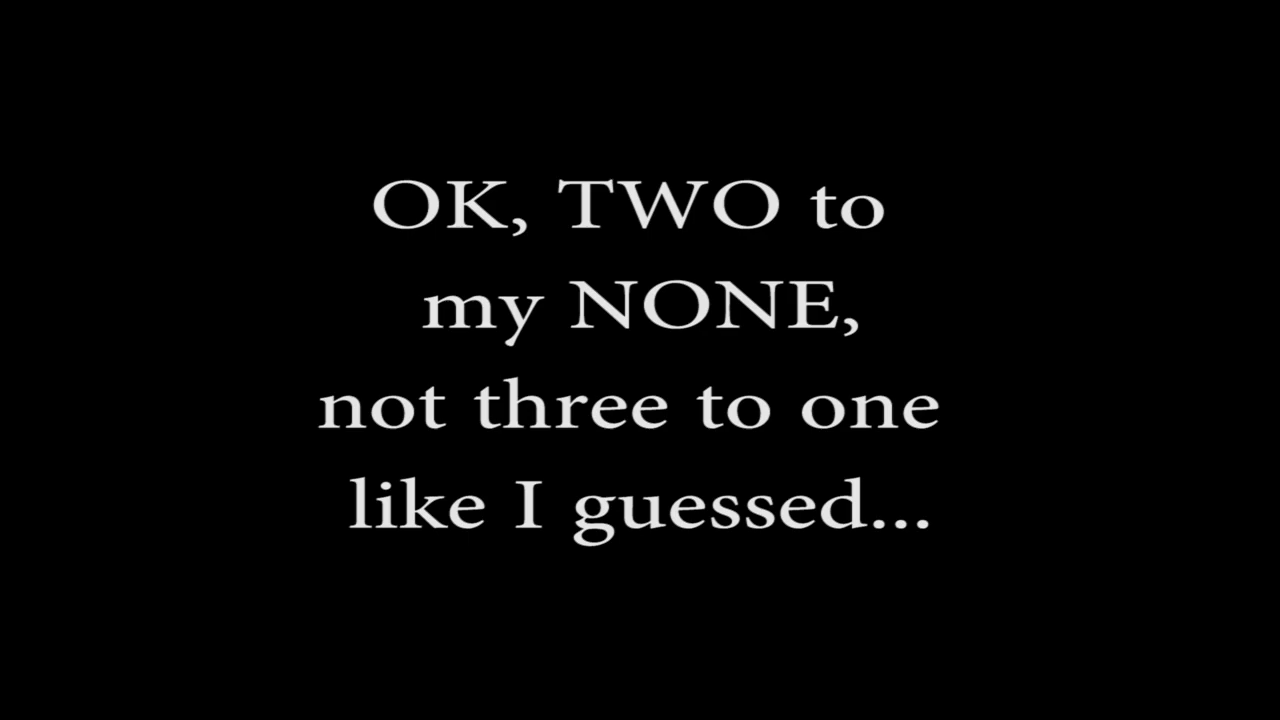 OK, TWO to
my NONE,
not three to one
like I guessed...